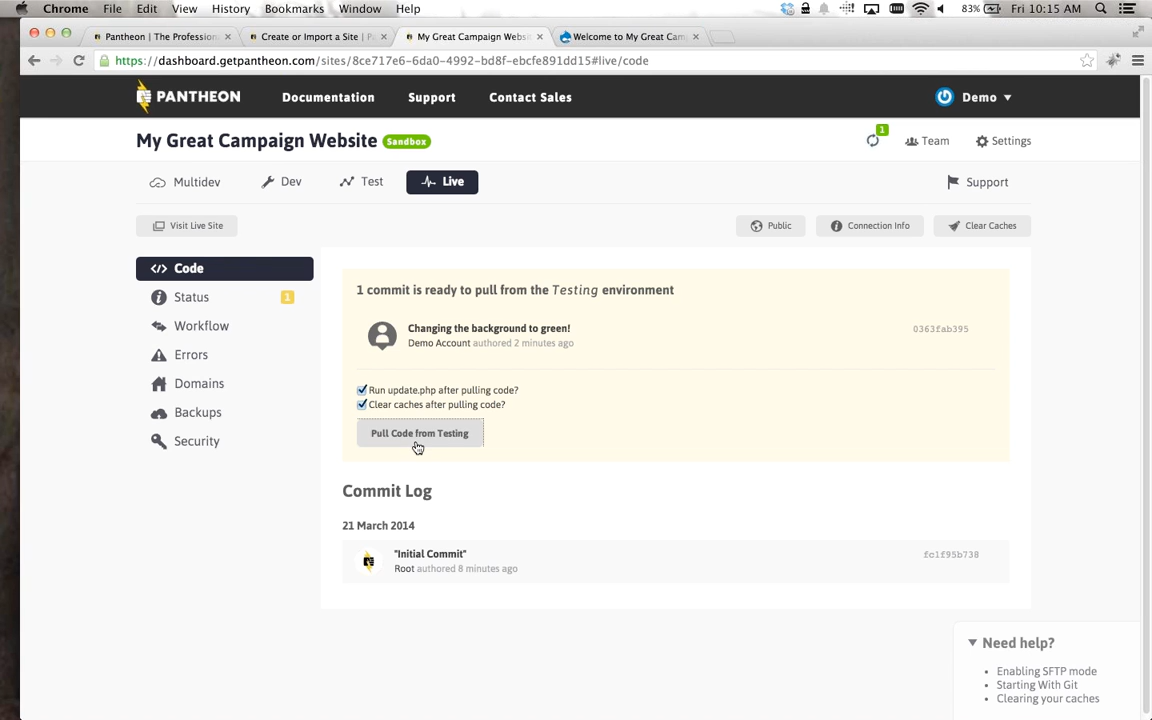 Chrome File Edit View History Bookmarks Window Help 83% Fri 10:15 AM
Pantheon | The Profession Create or Import a Site | Pa My Great Campaign Websi Welcome to My Great Cam
https://dashboard.getpantheon.com/sites/8ce717e6-6da0-4992-bd8f-ebcfe891dd15#live/code
PANTHEON Documentation Support Contact Sales Demo
My Great Campaign Website Sandbox 1 Team Settings
Multidev Dev Test Live Support
Visit Live Site Public Connection Info Clear Caches
Code
Status 1
Workflow
Errors
Domains
Backups
Security
1 commit is ready to pull from the Testing environment
Changing the background to green! 0363fab395
Demo Account authored 2 minutes ago
Run update.php after pulling code?
Clear caches after pulling code?
Pull Code from Testing
Commit Log
21 March 2014
"Initial Commit" fc1f95b738
Root authored 8 minutes ago
Need help?
Enabling SFTP mode
Starting With Git
Clearing your caches